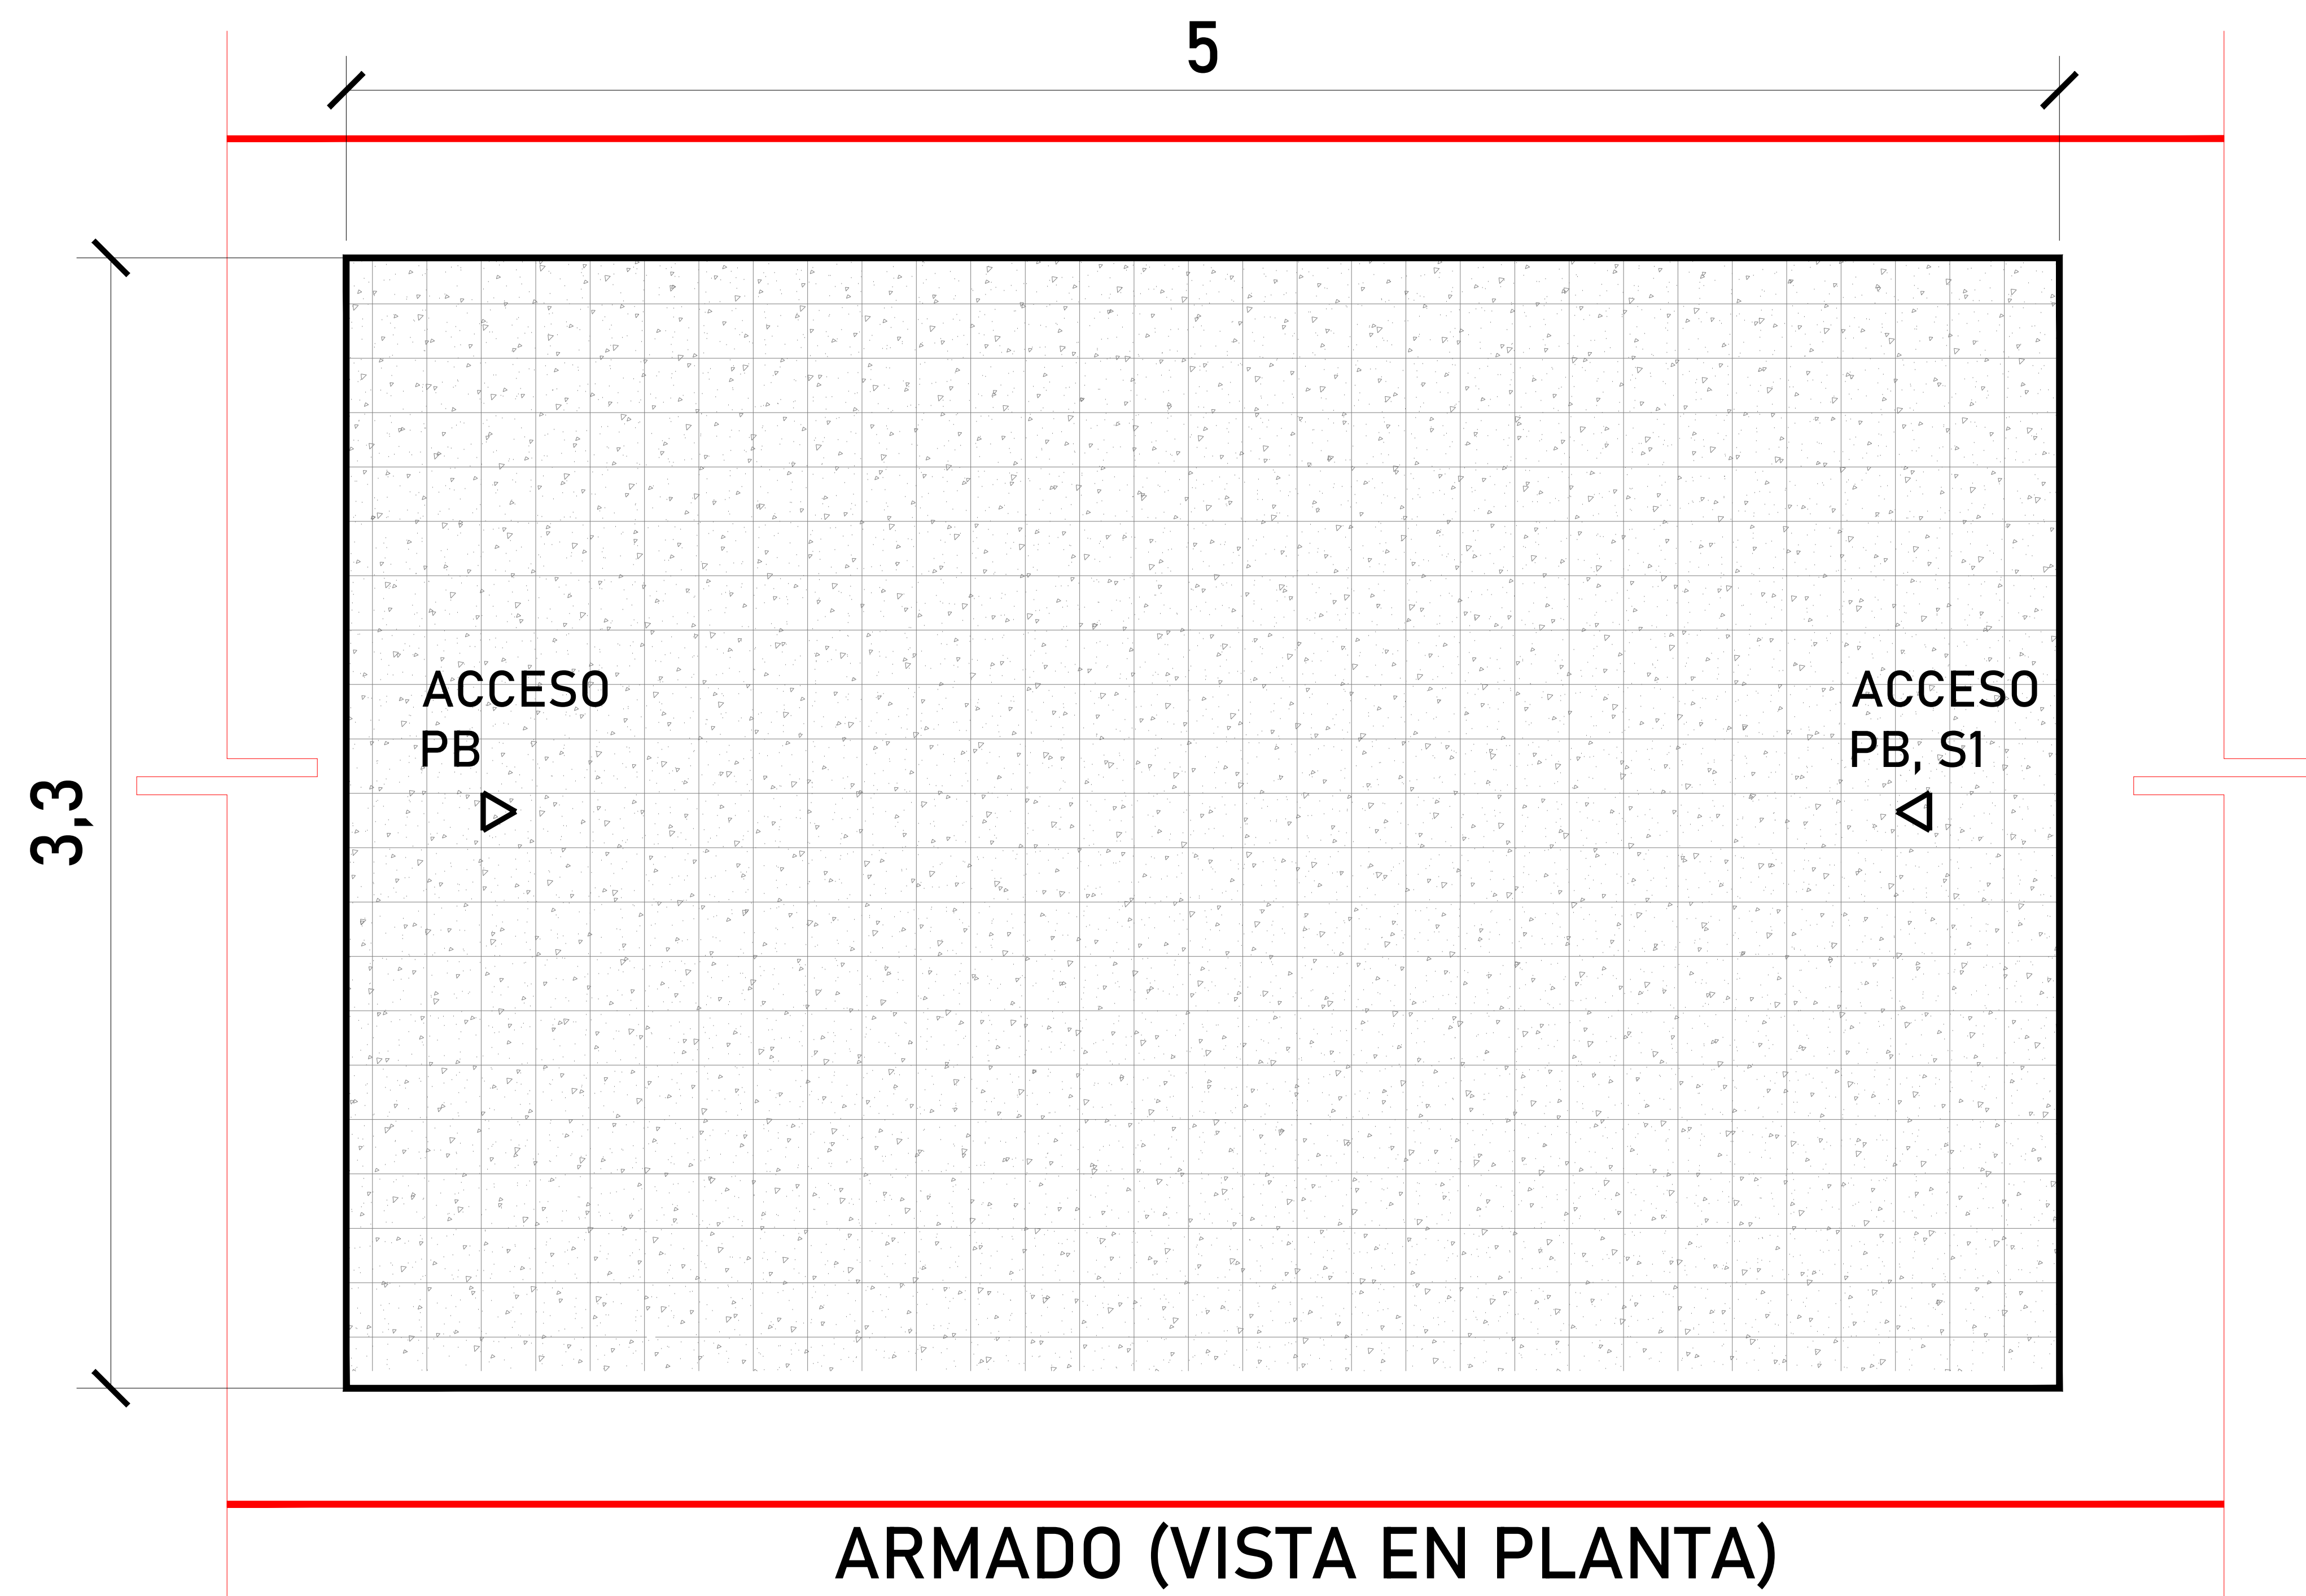 5
3,3
ACCESO
PB
ACCESO
PB, S1
ARMADO (VISTA EN PLANTA)